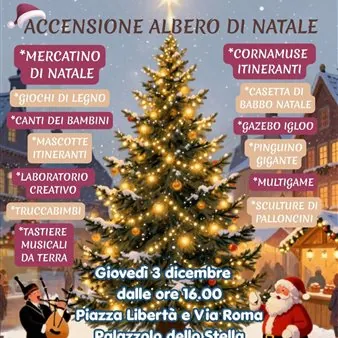 ACCENSIONE ALBERO DI NATALE
*MERCATINO
DI NATALE
*GIOCHI DI LEGNO
*CANTI DEI BAMBINI
*MASCOTTE
ITINERANTI
*LABORATORIO
CREATIVO
*TRUCCABIMBI
*TASTIERE
MUSICALI
DA TERRA
*CORNAMUSE
ITINERANTI
*CASETTA DI
BABBO NATALE
*GAZEBO IGLOO
*PINGUINO
GIGANTE
*MULTIGAME
*SCULTURE DI
PALLONCINI
Giovedì 3 dicembre
dalle ore 16.00
Piazza Libertà e Via Roma
Palazzolo dello Stella